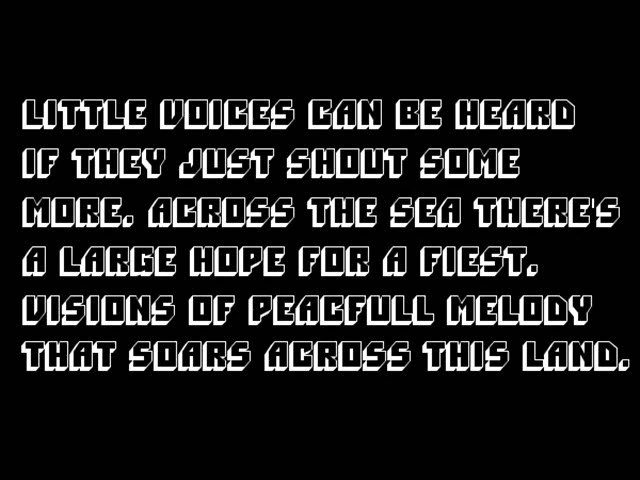 LITTLE VOICES CAN BE HEARD
IF THEY JUST SHOUT SOME
MORE. ACROSS THE SEA THERE'S
A LARGE HOPE FOR A FIEST.
VISIONS OF PEACFULL MELODY
THAT SOARS ACROSS THIS LAND.